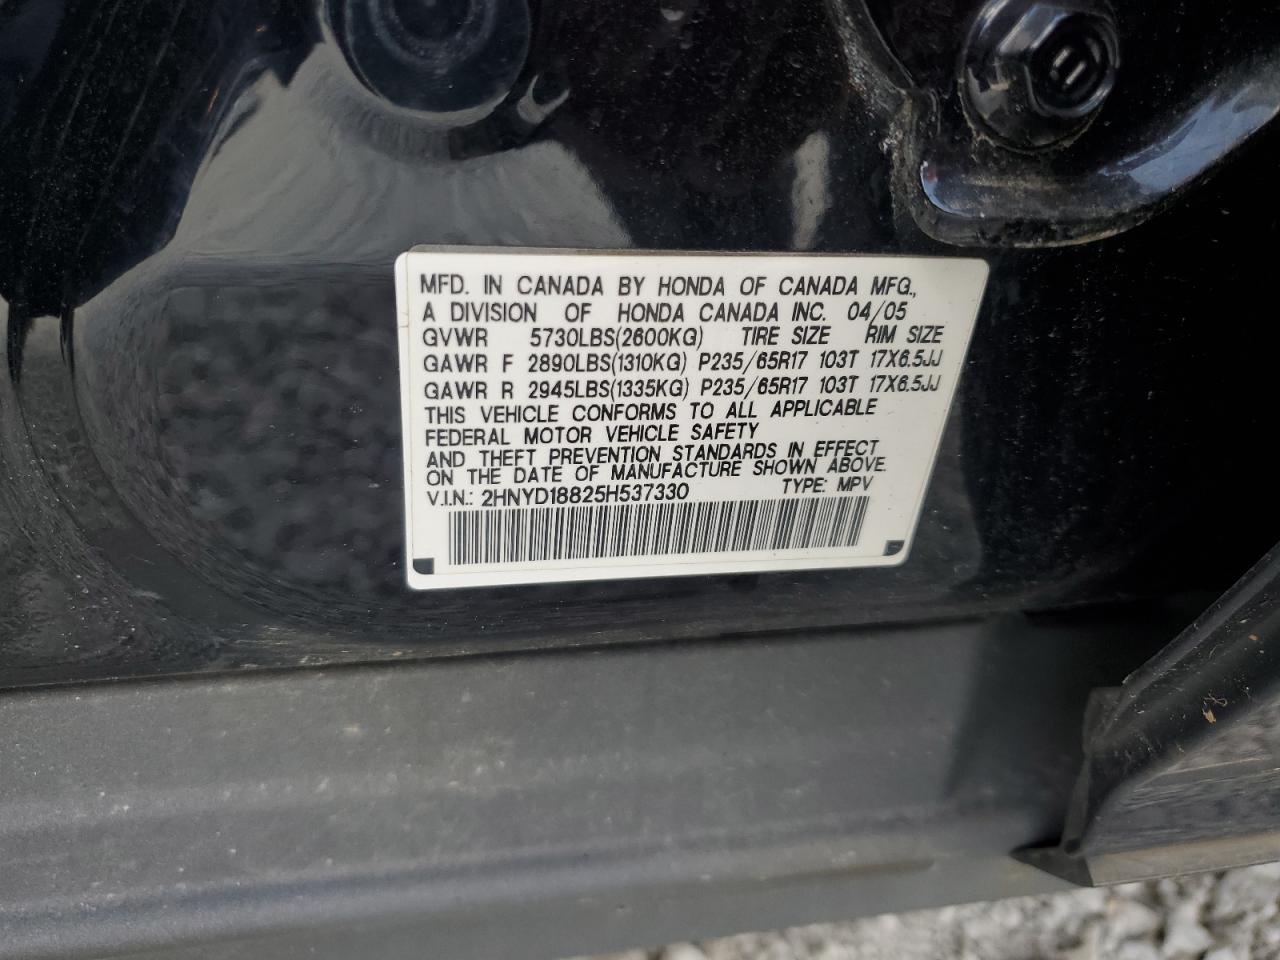 MFD. IN CANADA BY HONDA OF CANADA MFG.,
A DIVISION OF HONDA CANADA INC. 04/05
GVWR 5730LBS(2600KG) TIRE SIZE RIM SIZE
GAWR F 2890LBS(1310KG) P235/65R17 103T 17X6.5JJ
GAWR R 2945LBS(1335KG) P235/65R17 103T 17X6.5JJ
THIS VEHICLE CONFORMS TO ALL APPLICABLE
FEDERAL MOTOR VEHICLE SAFETY
AND THEFT PREVENTION STANDARDS IN EFFECT
ON THE DATE OF MANUFACTURE SHOWN ABOVE.
V.I.N.: 2HNYD18825H537330 TYPE: MPV